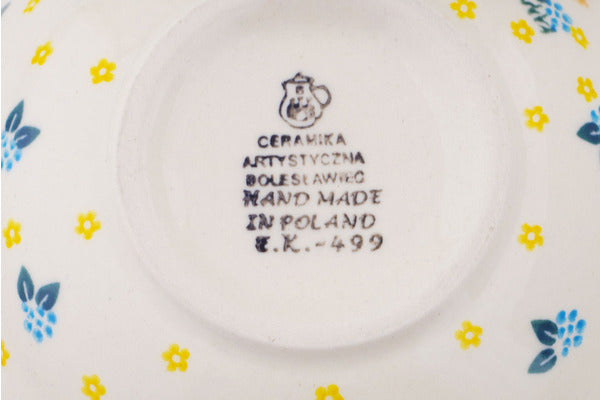 CERAMIKA
ARTYSTYCZNA
BOLESŁAWIEC
HAND MADE
IN POLAND
E.K.-499